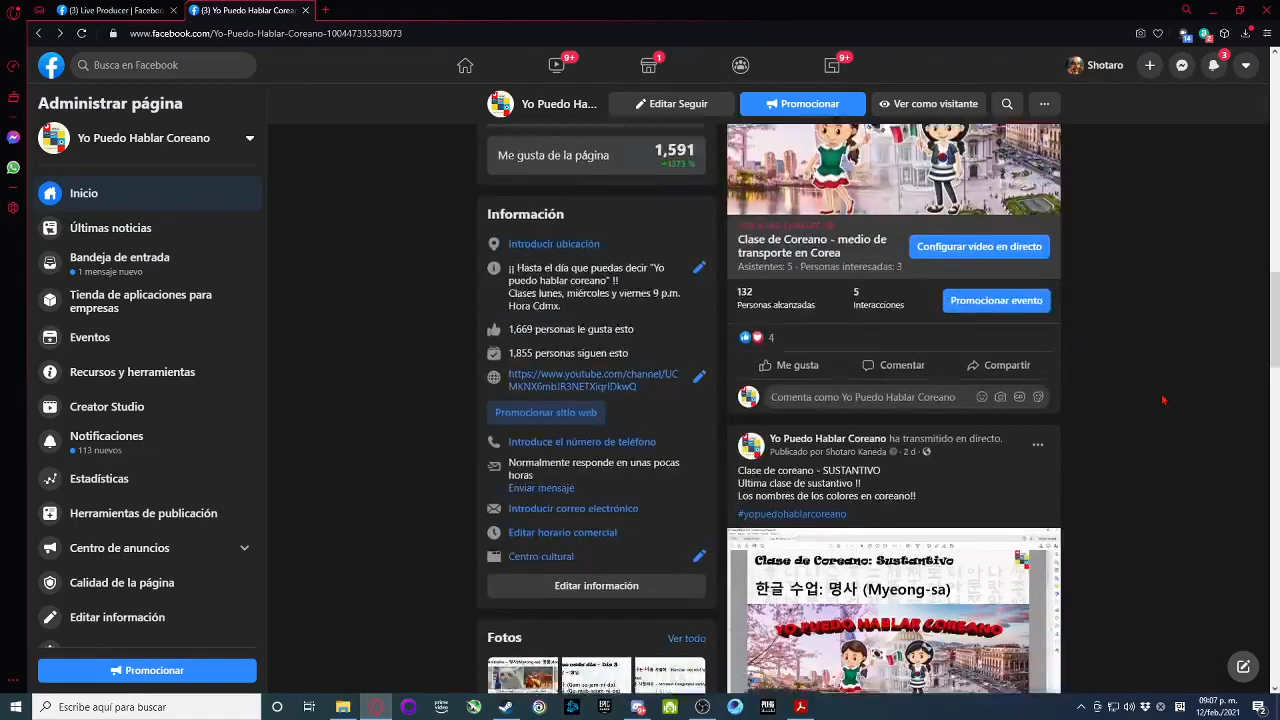 (3) Live Producer | Faceboo
(3) Yo Puedo Hablar Corean
www.facebook.com/Yo-Puedo-Hablar-Coreano-100447335338073
14
2
Busca en Facebook
9+
1
9+
Shotaro
3
Administrar página
Yo Puedo Ha...
Editar Seguir
Promocionar
Ver como visitante
Yo Puedo Hablar Coreano
Inicio
Últimas noticias
Bandeja de entrada
1 mensaje nuevo
Tienda de aplicaciones para
empresas
Eventos
Recursos y herramientas
Creator Studio
Notificaciones
113 nuevos
Estadísticas
Herramientas de publicación
Centro de anuncios
Calidad de la página
Editar información
Promocionar
Me gusta de la página
1,591
1373 %
Información
Introducir ubicación
¡¡ Hasta el día que puedas decir "Yo
puedo hablar coreano" !!
Clases lunes, miércoles y viernes 9 p.m.
Hora Cdmx.
1,669 personas le gusta esto
1,855 personas siguen esto
https://www.youtube.com/channel/UC
Promocionar sitio web
Introduce el número de teléfono
Normalmente responde en unas pocas
horas
Enviar mensaje
Introducir correo electrónico
Editar horario comercial
Centro cultural
Editar información
Fotos
Ver todo
Clase de Coreano - medio de
transporte en Corea
Asistentes: 5 · Personas interesadas: 3
Configurar vídeo en directo
132
Personas alcanzadas
5
Interacciones
Promocionar evento
4
Me gusta
Comentar
Compartir
Comenta como Yo Puedo Hablar Coreano
Yo Puedo Hablar Coreano ha transmitido en directo.
Publicado por Shotaro Kaneda · 2 d ·
Clase de coreano - SUSTANTIVO
Ultima clase de sustantivo !!
Los nombres de los colores en coreano!!
#yopuedohablarcoreano
Clase de Coreano: Sustantivo
한글 수업: 명사 (Myeong-sa)
YO PUEDO HABLAR COREANO
Escribe aquí para buscar
prime video
EPIC
PUBG
09:07 p. m.
12/feb./2021
2